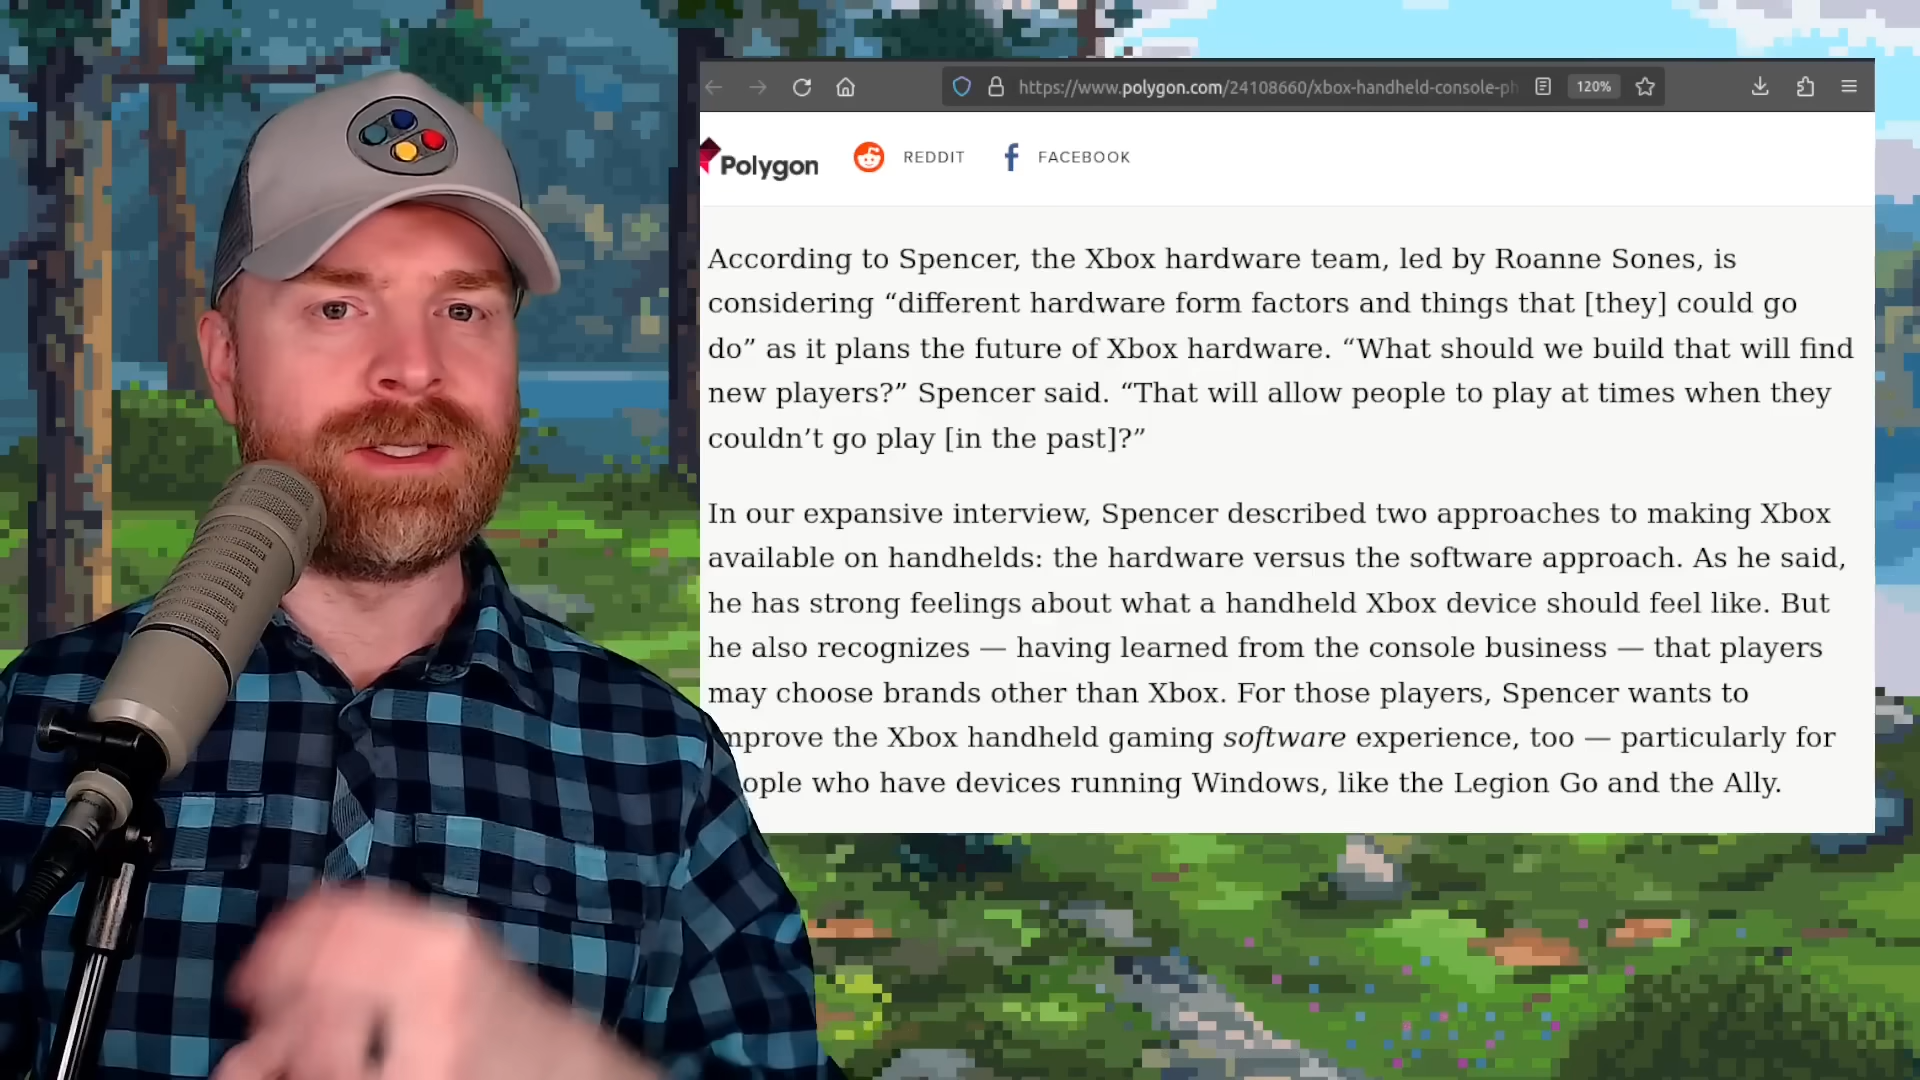 https://www.polygon.com/24108660/xbox-handheld-console-ph
120%
Polygon
REDDIT
FACEBOOK
According to Spencer, the Xbox hardware team, led by Roanne Sones, is
considering “different hardware form factors and things that [they] could go
do” as it plans the future of Xbox hardware. “What should we build that will find
new players?” Spencer said. “That will allow people to play at times when they
couldn’t go play [in the past]?”
In our expansive interview, Spencer described two approaches to making Xbox
available on handhelds: the hardware versus the software approach. As he said,
he has strong feelings about what a handheld Xbox device should feel like. But
he also recognizes — having learned from the console business — that players
may choose brands other than Xbox. For those players, Spencer wants to
mprove the Xbox handheld gaming software experience, too — particularly for
ople who have devices running Windows, like the Legion Go and the Ally.